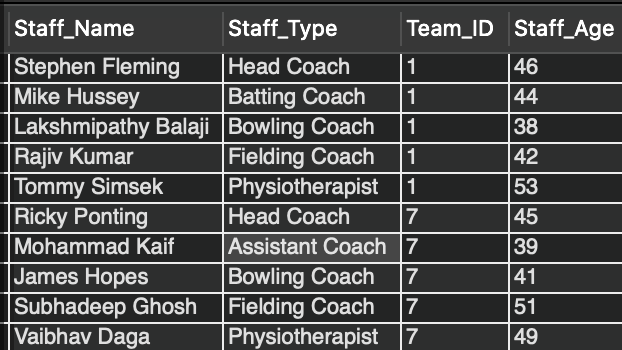 Staff_Name Staff_Type Team_ID Staff_Age
Stephen Fleming Head Coach 1 46
Mike Hussey Batting Coach 1 44
Lakshmipathy Balaji Bowling Coach 1 38
Rajiv Kumar Fielding Coach 1 42
Tommy Simsek Physiotherapist 1 53
Ricky Ponting Head Coach 7 45
Mohammad Kaif Assistant Coach 7 39
James Hopes Bowling Coach 7 41
Subhadeep Ghosh Fielding Coach 7 51
Vaibhav Daga Physiotherapist 7 49